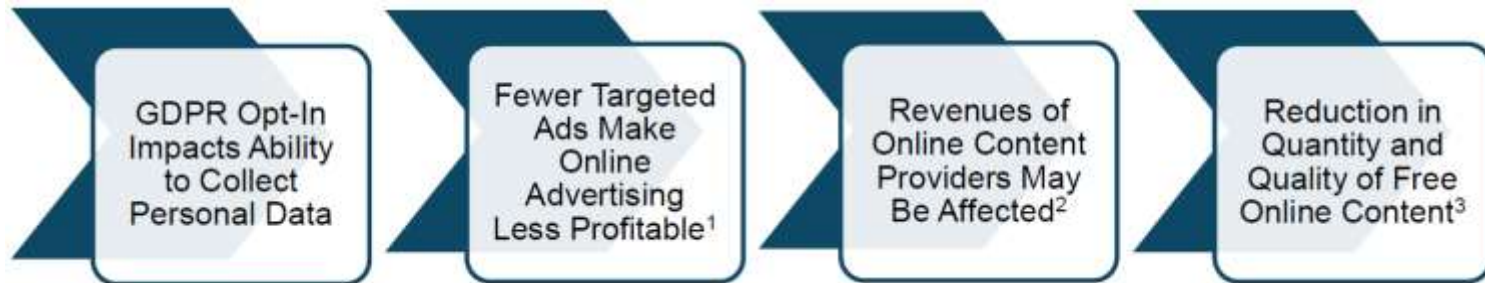 GDPR Opt-In
Impacts Ability
to Collect
Personal Data
Fewer Targeted
Ads Make
Online
Advertising
Less Profitable¹
Revenues of
Online Content
Providers May
Be Affected²
Reduction in
Quantity and
Quality of Free
Online Content³